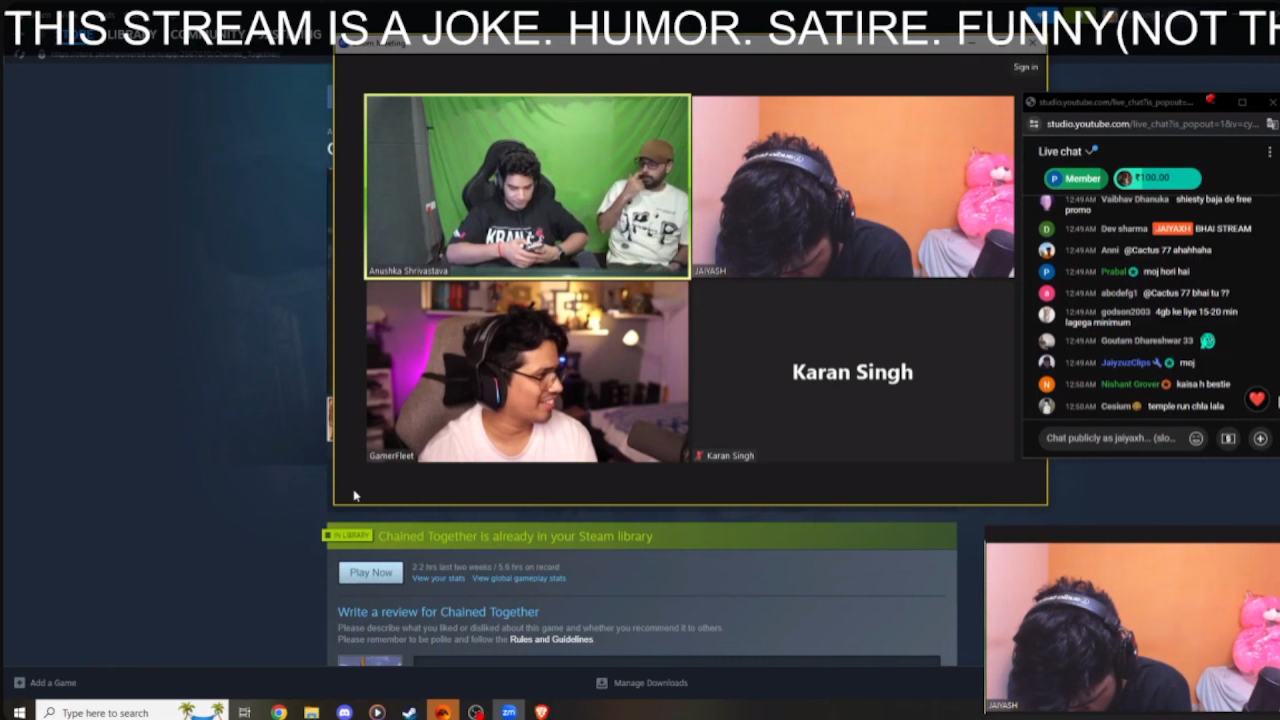 THIS STREAM IS A JOKE. HUMOR. SATIRE. FUNNY(NOT TH
Sign in
studio.youtube.com/live_chat?is_popout=...
studio.youtube.com/live_chat?is_popout=1&v=cy...
Live chat
P Member ₹100.00
12:49 AM Vaibhav Dhanuka shiesty baja de free
promo
D 12:49 AM Dev sharma JAIYAXH BHAI STREAM
12:49 AM Anni @Cactus 77 ahahhaha
P 12:49 AM Prabal moj hori hai
a 12:49 AM abcdefg1 @Cactus 77 bhai tu ??
12:49 AM godson2003 4gb ke liye 15-20 min
lagega minimum
12:49 AM Goutam Dhareshwar 33
12:49 AM JaiyzuzClips moj
N 12:50 AM Nishant Grover kaisa h bestie
12:50 AM Cesium temple run chla lala
Chat publicly as jaiyaxh... (slo...
KRANTI
Anushka Shrivastava
JAIYASH
Karan Singh
GamerFleet
Karan Singh
IN LIBRARY Chained Together is already in your Steam library
Play Now
2.2 hrs last two weeks / 5.6 hrs on record
View your stats View global gameplay stats
Write a review for Chained Together
Please describe what you liked or disliked about this game and whether you recommend it to others.
Please remember to be polite and follow the Rules and Guidelines.
Add a Game
Manage Downloads
JAIYASH
Type here to search
zm